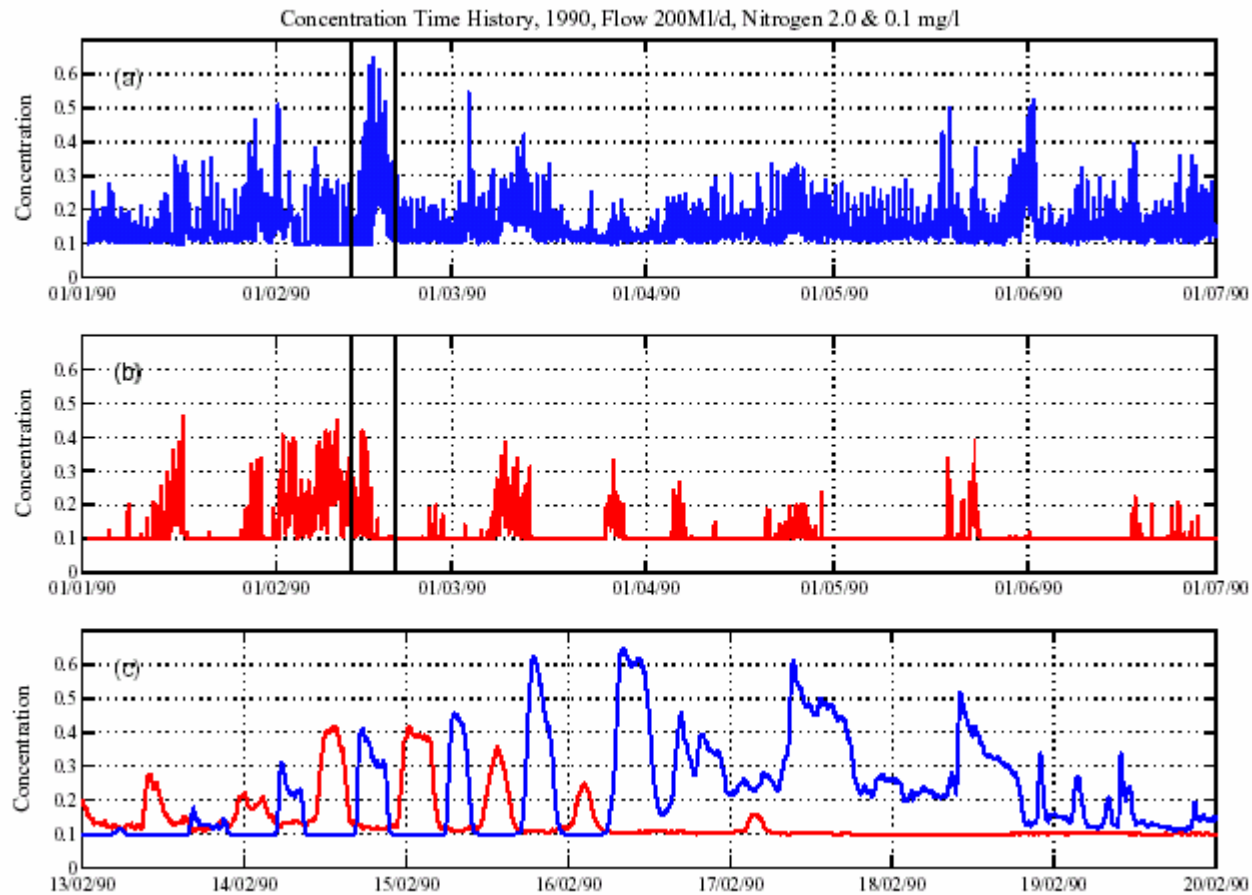 Concentration Time History, 1990, Flow 200Ml/d, Nitrogen 2.0 & 0.1 mg/l
(a)
Concentration
0.6
0.5
0.4
0.3
0.2
0.1
0
01/01/90 01/02/90 01/03/90 01/04/90 01/05/90 01/06/90 01/07/90
(b)
Concentration
0.6
0.5
0.4
0.3
0.2
0.1
0
01/01/90 01/02/90 01/03/90 01/04/90 01/05/90 01/06/90 01/07/90
(c)
Concentration
0.6
0.5
0.4
0.3
0.2
0.1
0
13/02/90 14/02/90 15/02/90 16/02/90 17/02/90 18/02/90 19/02/90 20/02/90